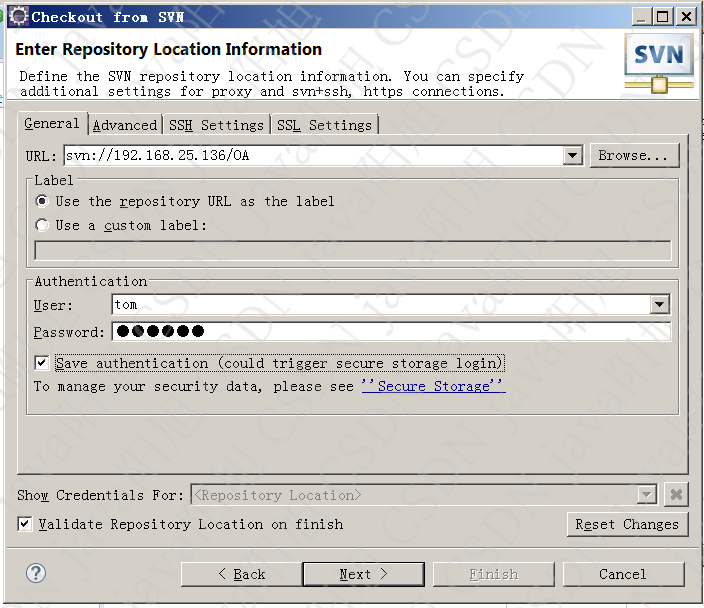 Checkout from SVN
Enter Repository Location Information
Define the SVN repository location information. You can specify
additional settings for proxy and svn+ssh, https connections.
SVN
General Advanced SSH Settings SSL Settings
URL: svn://192.168.25.136/OA Browse...
Label
Use the repository URL as the label
Use a custom label:
Authentication
User: tom
Password: ●●●●●●
Save authentication (could trigger secure storage login)
To manage your security data, please see ''Secure Storage''
Show Credentials For: <Repository Location>
Validate Repository Location on finish Reset Changes
? < Back Next > Finish Cancel